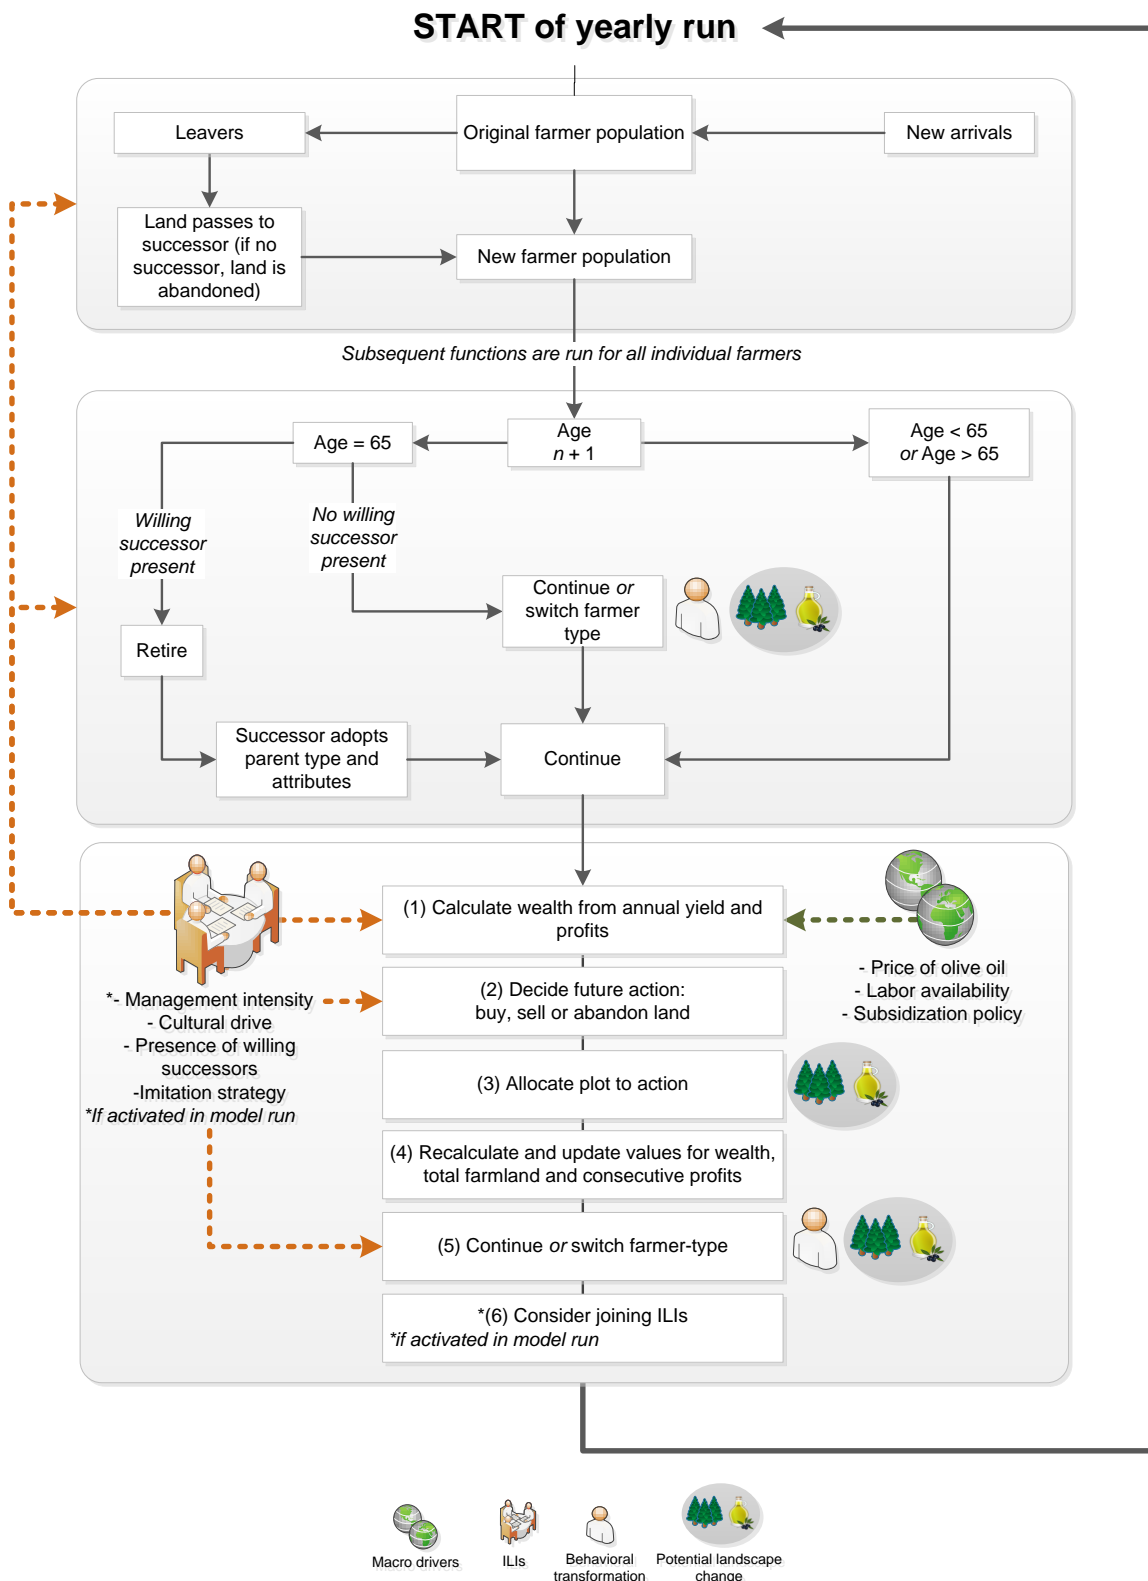 START of yearly run
Leavers
Original farmer population
New arrivals
Land passes to
successor (if no
successor, land is
abandoned)
New farmer population
Subsequent functions are run for all individual farmers
Age = 65
Age
n + 1
Age < 65
or Age > 65
Willing
successor
present
No willing
successor
present
Continue or
switch farmer
type
Retire
Successor adopts
parent type and
attributes
Continue
(1) Calculate wealth from annual yield and
profits
*- Management intensity
- Cultural drive
- Presence of willing
successors
-Imitation strategy
*If activated in model run
- Price of olive oil
- Labor availability
- Subsidization policy
(2) Decide future action:
buy, sell or abandon land
(3) Allocate plot to action
(4) Recalculate and update values for wealth,
total farmland and consecutive profits
(5) Continue or switch farmer-type
*(6) Consider joining ILIs
*if activated in model run
Macro drivers
ILIs
Behavioral
transformation
Potential landscape
change